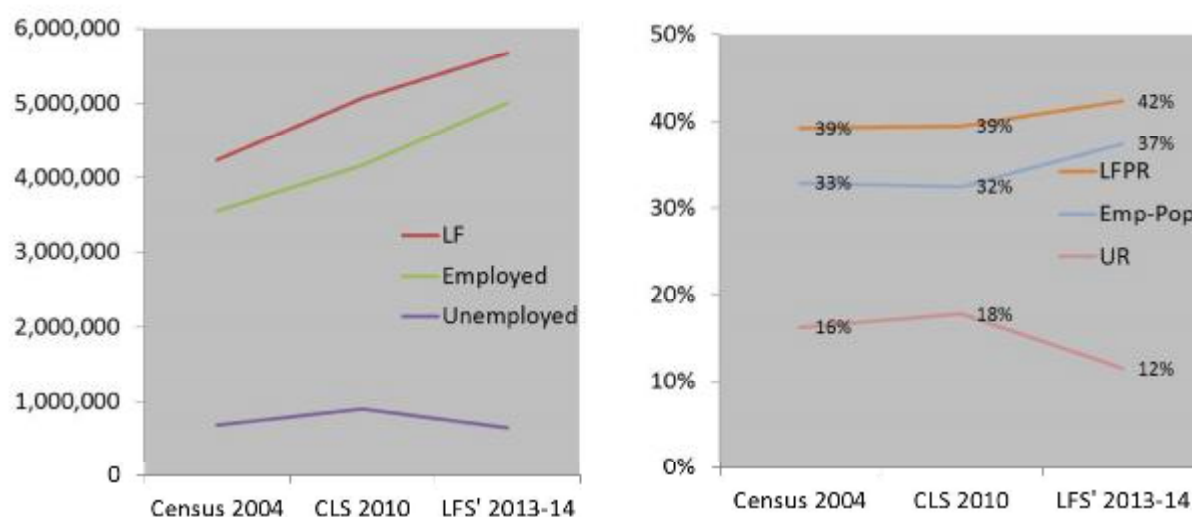 6,000,000
5,000,000
4,000,000
3,000,000
2,000,000
1,000,000
0
LF
Employed
Unemployed
Census 2004 CLS 2010 LFS' 2013-14
50%
40%
30%
20%
10%
0%
39% 39% 42%
33% 32% 37%
16% 18% 12%
LFPR
Emp-Pop
UR
Census 2004 CLS 2010 LFS' 2013-14